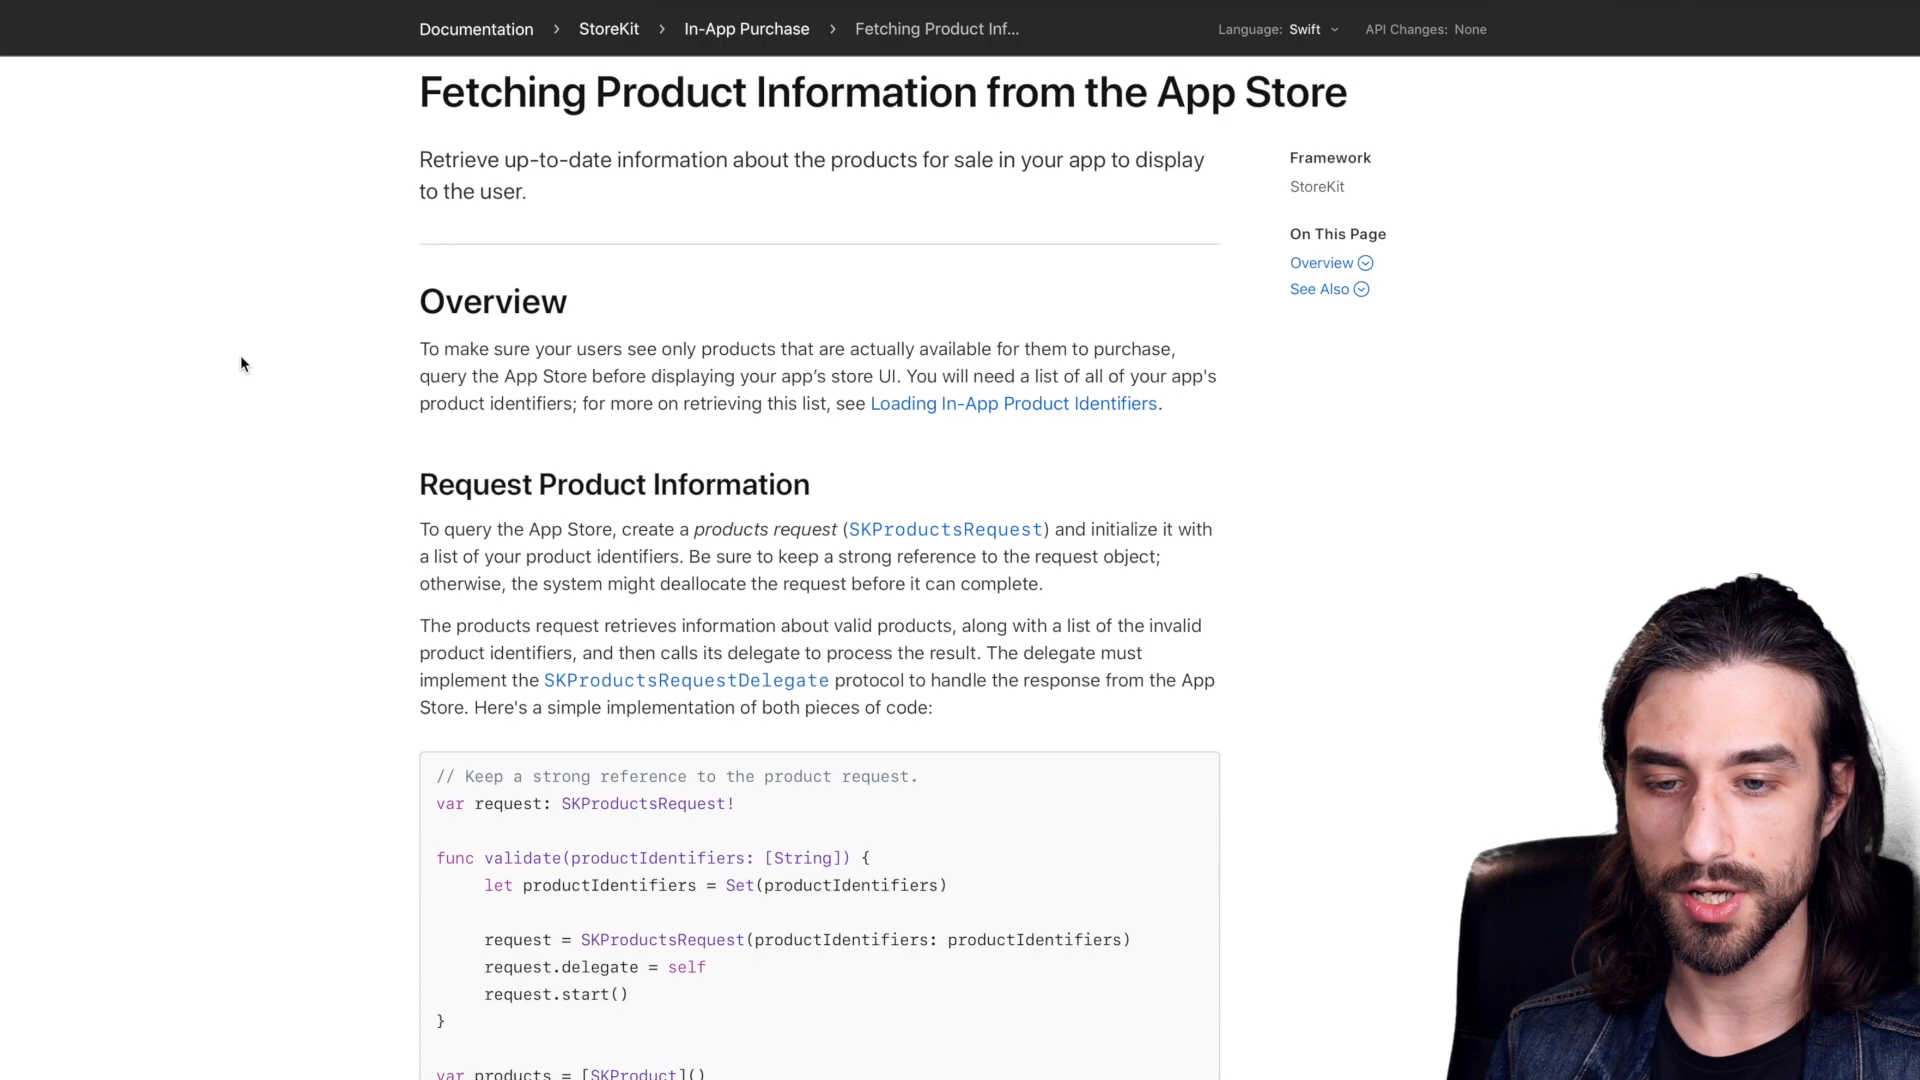 Documentation > StoreKit > In-App Purchase > Fetching Product Inf... Language: Swift API Changes: None
Fetching Product Information from the App Store
Retrieve up-to-date information about the products for sale in your app to display
to the user.
Framework
StoreKit
On This Page
Overview
See Also
Overview
To make sure your users see only products that are actually available for them to purchase,
query the App Store before displaying your app’s store UI. You will need a list of all of your app's
product identifiers; for more on retrieving this list, see Loading In-App Product Identifiers.
Request Product Information
To query the App Store, create a products request (SKProductsRequest) and initialize it with
a list of your product identifiers. Be sure to keep a strong reference to the request object;
otherwise, the system might deallocate the request before it can complete.
The products request retrieves information about valid products, along with a list of the invalid
product identifiers, and then calls its delegate to process the result. The delegate must
implement the SKProductsRequestDelegate protocol to handle the response from the App
Store. Here's a simple implementation of both pieces of code:
// Keep a strong reference to the product request.
var request: SKProductsRequest!
func validate(productIdentifiers: [String]) {
let productIdentifiers = Set(productIdentifiers)
request = SKProductsRequest(productIdentifiers: productIdentifiers)
request.delegate = self
request.start()
}
var products = [SKProduct]()